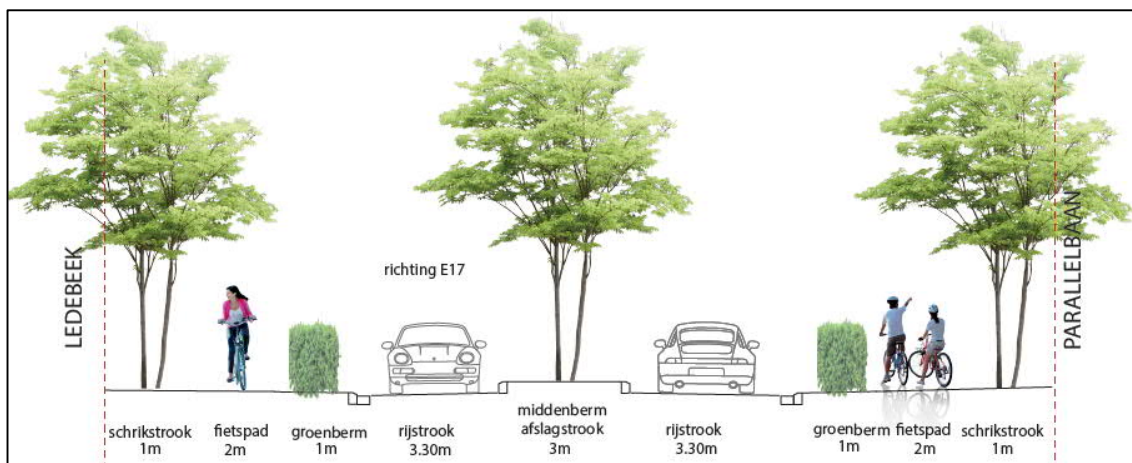 LEDEBEEK
richting E17
PARALLELBAAN
schrikstrook
1m
fietspad
2m
groenberm
1m
rijstrook
3.30m
middenberm
afslagstrook
3m
rijstrook
3.30m
groenberm
1m
fietspad
2m
schrikstrook
1m